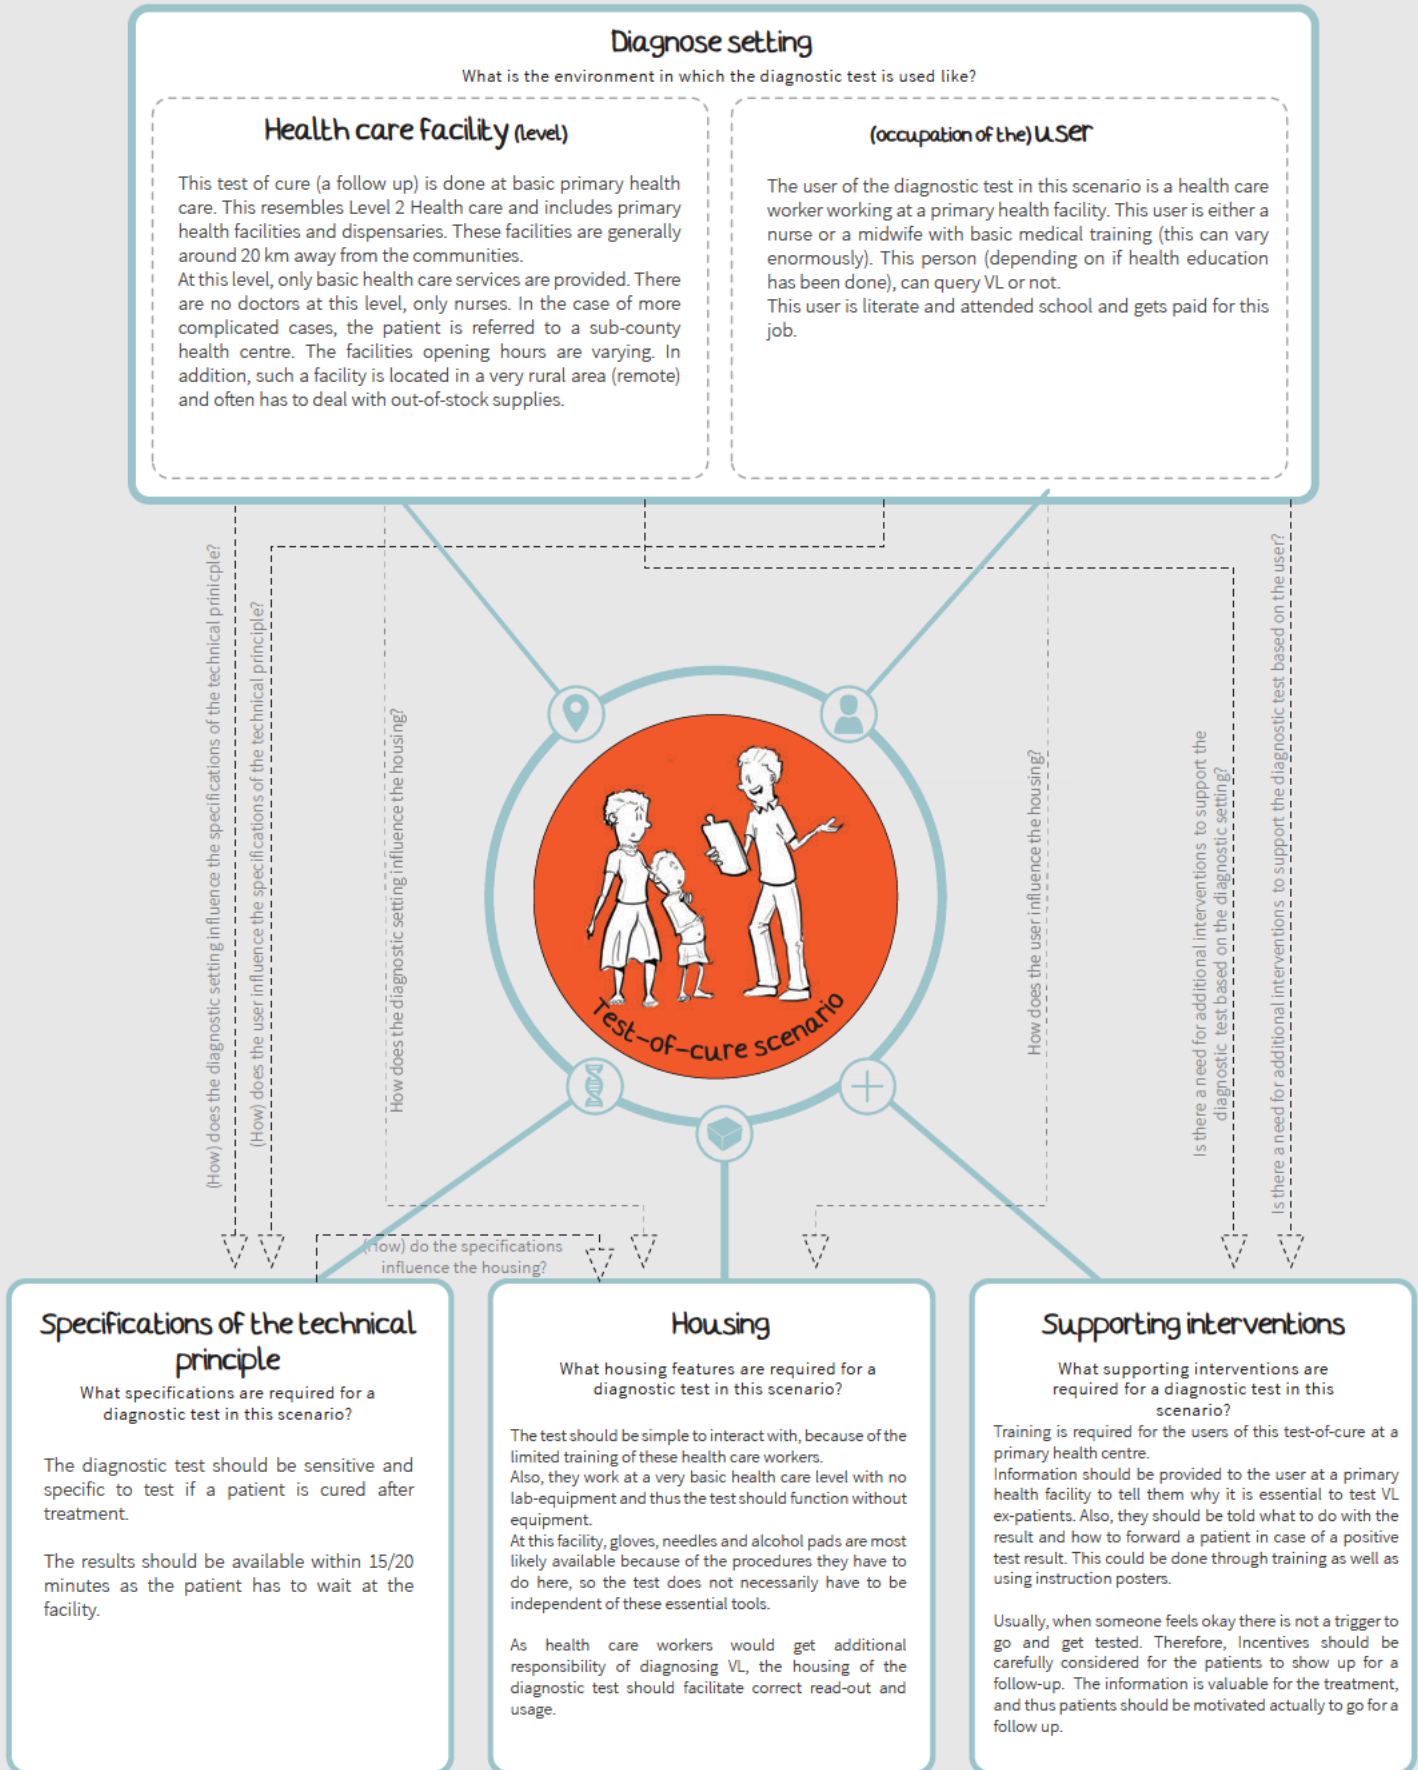 Diagnose setting
What is the environment in which the diagnostic test is used like?
Health care facility (level)
This test of cure (a follow up) is done at basic primary health
care. This resembles Level 2 Health care and includes primary
health facilities and dispensaries. These facilities are generally
around 20 km away from the communities.
At this level, only basic health care services are provided. There
are no doctors at this level, only nurses. In the case of more
complicated cases, the patient is referred to a sub-county
health centre. The facilities opening hours are varying. In
addition, such a facility is located in a very rural area (remote)
and often has to deal with out-of-stock supplies.
(occupation of the) user
The user of the diagnostic test in this scenario is a health care
worker working at a primary health facility. This user is either a
nurse or a midwife with basic medical training (this can vary
enormously). This person (depending on if health education
has been done), can query VL or not.
This user is literate and attended school and gets paid for this
job.
(How) does the diagnostic setting influence the specifications of the technical prinicple?
(How) does the user influence the specifications of the technical principle?
How does the diagnostic setting influence the housing?
How does the user influence the housing?
Is there a need for additional interventions to support the
diagnostic test based on the diagnostic setting?
Is there a need for additional interventions to support the diagnostic test based on the user?
Test-of-cure scenario
(How) do the specifications
influence the housing?
Specifications of the technical
principle
What specifications are required for a
diagnostic test in this scenario?
The diagnostic test should be sensitive and
specific to test if a patient is cured after
treatment.
The results should be available within 15/20
minutes as the patient has to wait at the
facility.
Housing
What housing features are required for a
diagnostic test in this scenario?
The test should be simple to interact with, because of the
limited training of these health care workers.
Also, they work at a very basic health care level with no
lab-equipment and thus the test should function without
equipment.
At this facility, gloves, needles and alcohol pads are most
likely available because of the procedures they have to
do here, so the test does not necessarily have to be
independent of these essential tools.
As health care workers would get additional
responsibility of diagnosing VL, the housing of the
diagnostic test should facilitate correct read-out and
usage.
Supporting interventions
What supporting interventions are
required for a diagnostic test in this
scenario?
Training is required for the users of this test-of-cure at a
primary health centre.
Information should be provided to the user at a primary
health facility to tell them why it is essential to test VL
ex-patients. Also, they should be told what to do with the
result and how to forward a patient in case of a positive
test result. This could be done through training as well as
using instruction posters.
Usually, when someone feels okay there is not a trigger to
go and get tested. Therefore, Incentives should be
carefully considered for the patients to show up for a
follow-up. The information is valuable for the treatment,
and thus patients should be motivated actually to go for a
follow up.